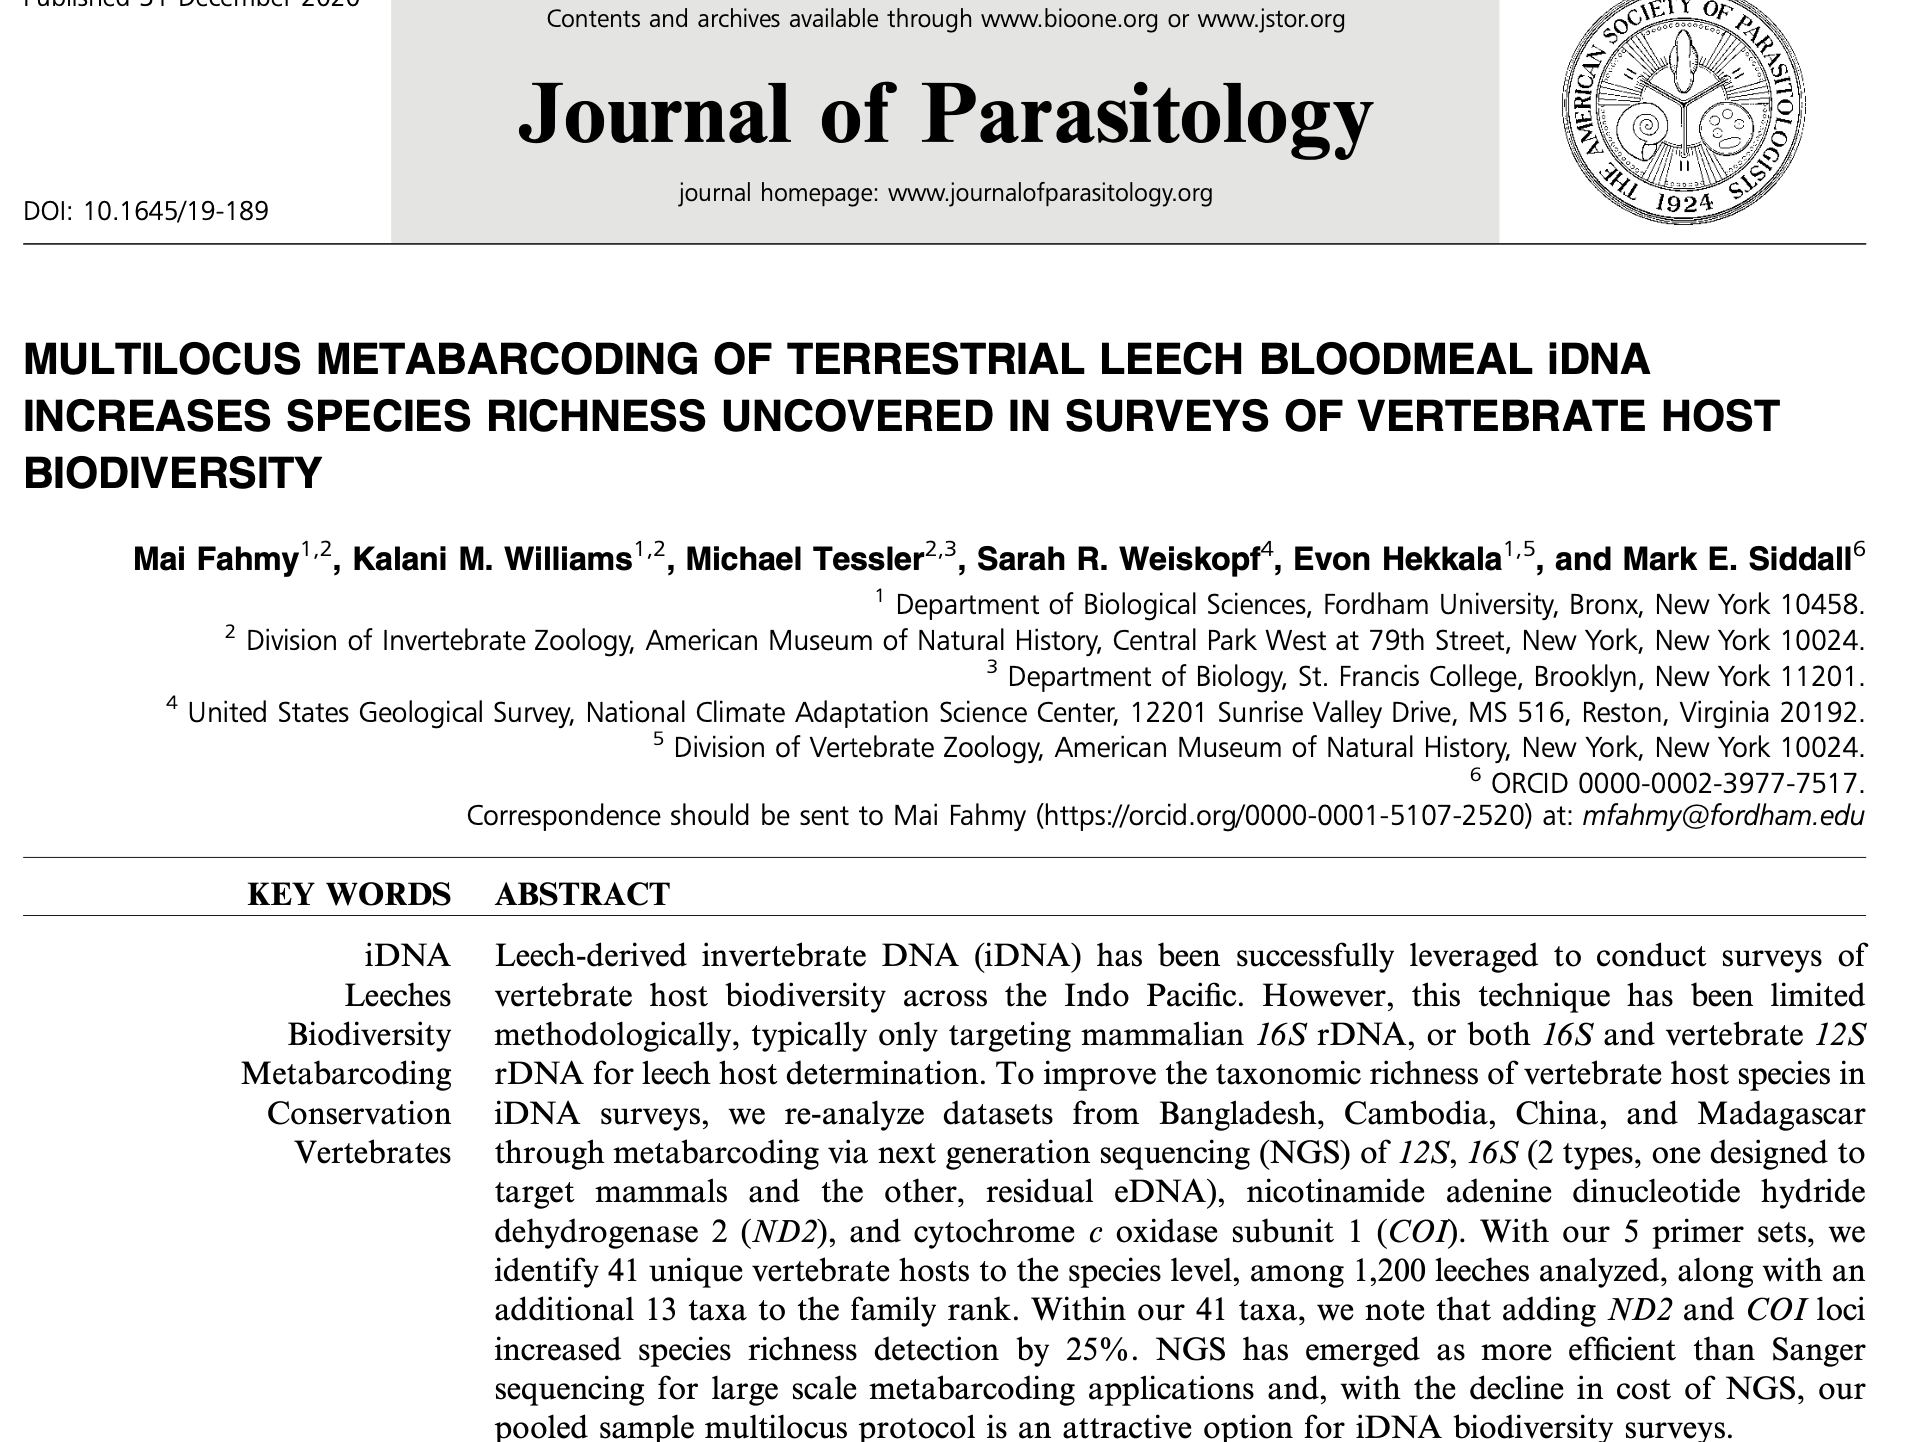 Published 31 December 2020
Contents and archives available through www.bioone.org or www.jstor.org
Journal of Parasitology
journal homepage: www.journalofparasitology.org
DOI: 10.1645/19-189
THE AMERICAN SOCIETY OF PARASITOLOGISTS
1924
MULTILOCUS METABARCODING OF TERRESTRIAL LEECH BLOODMEAL iDNA
INCREASES SPECIES RICHNESS UNCOVERED IN SURVEYS OF VERTEBRATE HOST
BIODIVERSITY
Mai Fahmy1,2, Kalani M. Williams1,2, Michael Tessler2,3, Sarah R. Weiskopf4, Evon Hekkala1,5, and Mark E. Siddall6
1 Department of Biological Sciences, Fordham University, Bronx, New York 10458.
2 Division of Invertebrate Zoology, American Museum of Natural History, Central Park West at 79th Street, New York, New York 10024.
3 Department of Biology, St. Francis College, Brooklyn, New York 11201.
4 United States Geological Survey, National Climate Adaptation Science Center, 12201 Sunrise Valley Drive, MS 516, Reston, Virginia 20192.
5 Division of Vertebrate Zoology, American Museum of Natural History, New York, New York 10024.
6 ORCID 0000-0002-3977-7517.
Correspondence should be sent to Mai Fahmy (https://orcid.org/0000-0001-5107-2520) at: mfahmy@fordham.edu
KEY WORDS
iDNA
Leeches
Biodiversity
Metabarcoding
Conservation
Vertebrates
ABSTRACT
Leech-derived invertebrate DNA (iDNA) has been successfully leveraged to conduct surveys of
vertebrate host biodiversity across the Indo Pacific. However, this technique has been limited
methodologically, typically only targeting mammalian 16S rDNA, or both 16S and vertebrate 12S
rDNA for leech host determination. To improve the taxonomic richness of vertebrate host species in
iDNA surveys, we re-analyze datasets from Bangladesh, Cambodia, China, and Madagascar
through metabarcoding via next generation sequencing (NGS) of 12S, 16S (2 types, one designed to
target mammals and the other, residual eDNA), nicotinamide adenine dinucleotide hydride
dehydrogenase 2 (ND2), and cytochrome c oxidase subunit 1 (COI). With our 5 primer sets, we
identify 41 unique vertebrate hosts to the species level, among 1,200 leeches analyzed, along with an
additional 13 taxa to the family rank. Within our 41 taxa, we note that adding ND2 and COI loci
increased species richness detection by 25%. NGS has emerged as more efficient than Sanger
sequencing for large scale metabarcoding applications and, with the decline in cost of NGS, our
pooled sample multilocus protocol is an attractive option for iDNA biodiversity surveys.